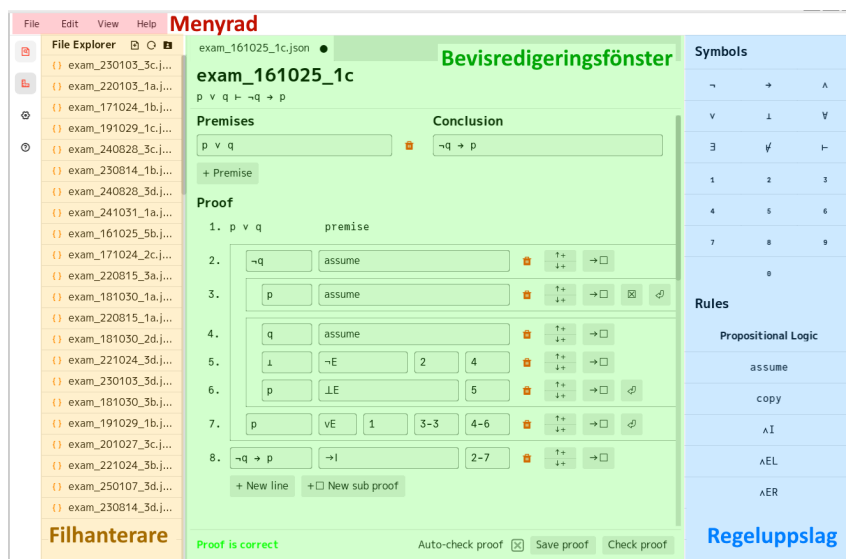 File Edit View Help Menyrad
File Explorer
{} exam_230103_3c.j...
{} exam_220103_1a.j...
{} exam_171024_1b.j...
{} exam_191029_1c.j...
{} exam_240828_3c.j...
{} exam_230814_1b.j...
{} exam_240828_3d.j...
{} exam_241031_1a.j...
{} exam_161025_5b.j...
{} exam_171024_2c.j...
{} exam_220815_3a.j...
{} exam_181030_1a.j...
{} exam_220815_1a.j...
{} exam_181030_2d.j...
{} exam_221024_3d.j...
{} exam_230103_3d.j...
{} exam_181030_3b.j...
{} exam_191029_1b.j...
{} exam_201027_3c.j...
{} exam_221024_3b.j...
{} exam_250107_3d.j...
{} exam_230814_3d.j...
Filhanterare
exam_161025_1c.json ●
Bevisredigeringsfönster
exam_161025_1c
p ∨ q ⊢ ¬q → p
Premises Conclusion
p ∨ q ¬q → p
+ Premise
Proof
1. p ∨ q premise
2. ¬q assume ↑+ ↓+ →□
3. p assume ↑+ ↓+ →□ ☒ ⏎
4. q assume ↑+ ↓+ →□
5. ⊥ ¬E 2 4 ↑+ ↓+ →□
6. p ⊥E 5 ↑+ ↓+ →□ ⏎
7. p ∨E 1 3-3 4-6 ↑+ ↓+ →□ ⏎
8. ¬q → p →I 2-7 ↑+ ↓+ →□
+ New line +□ New sub proof
Proof is correct Auto-check proof ☒ Save proof Check proof
Symbols
¬ → ∧
∨ ⊥ ∀
∃ ∀̸ ⊢
1 2 3
4 5 6
7 8 9
0
Rules
Propositional Logic
assume
copy
∧I
∧EL
∧ER
Regeluppslag